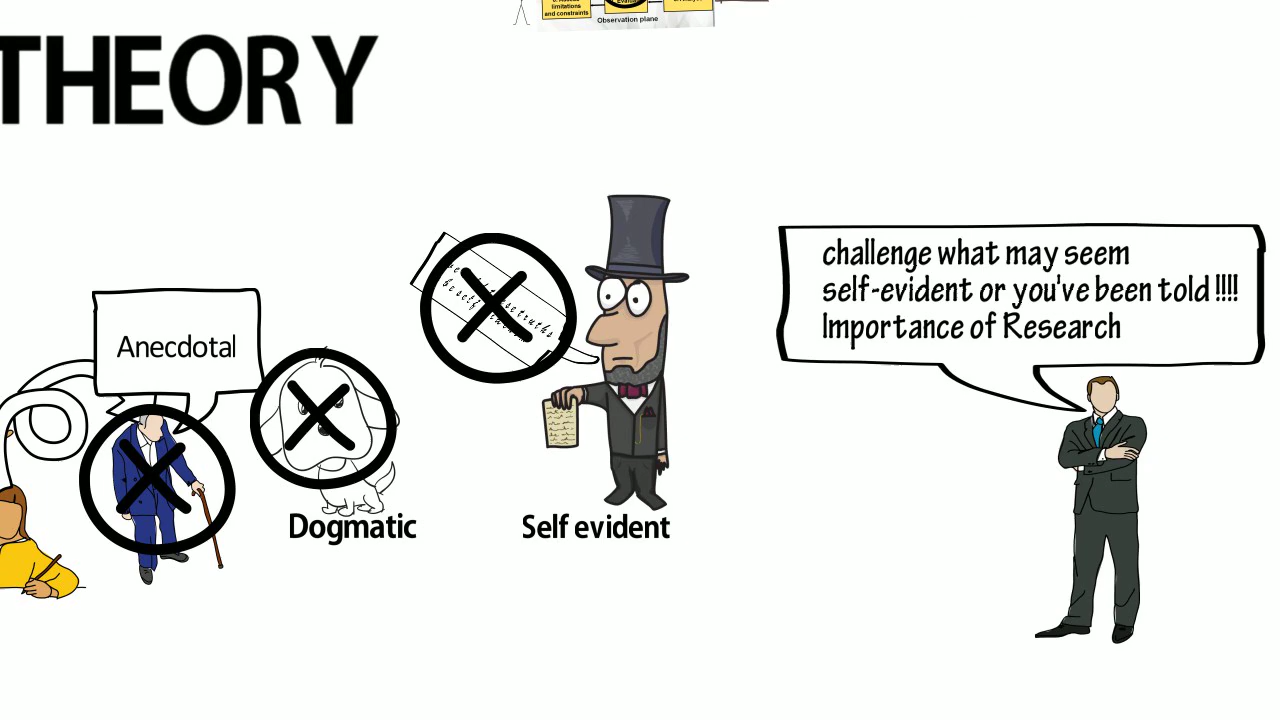 limitations
and constraints
Observation plane
THEORY
challenge what may seem
self-evident or you've been told !!!!
Importance of Research
Anecdotal
Dogmatic
Self evident